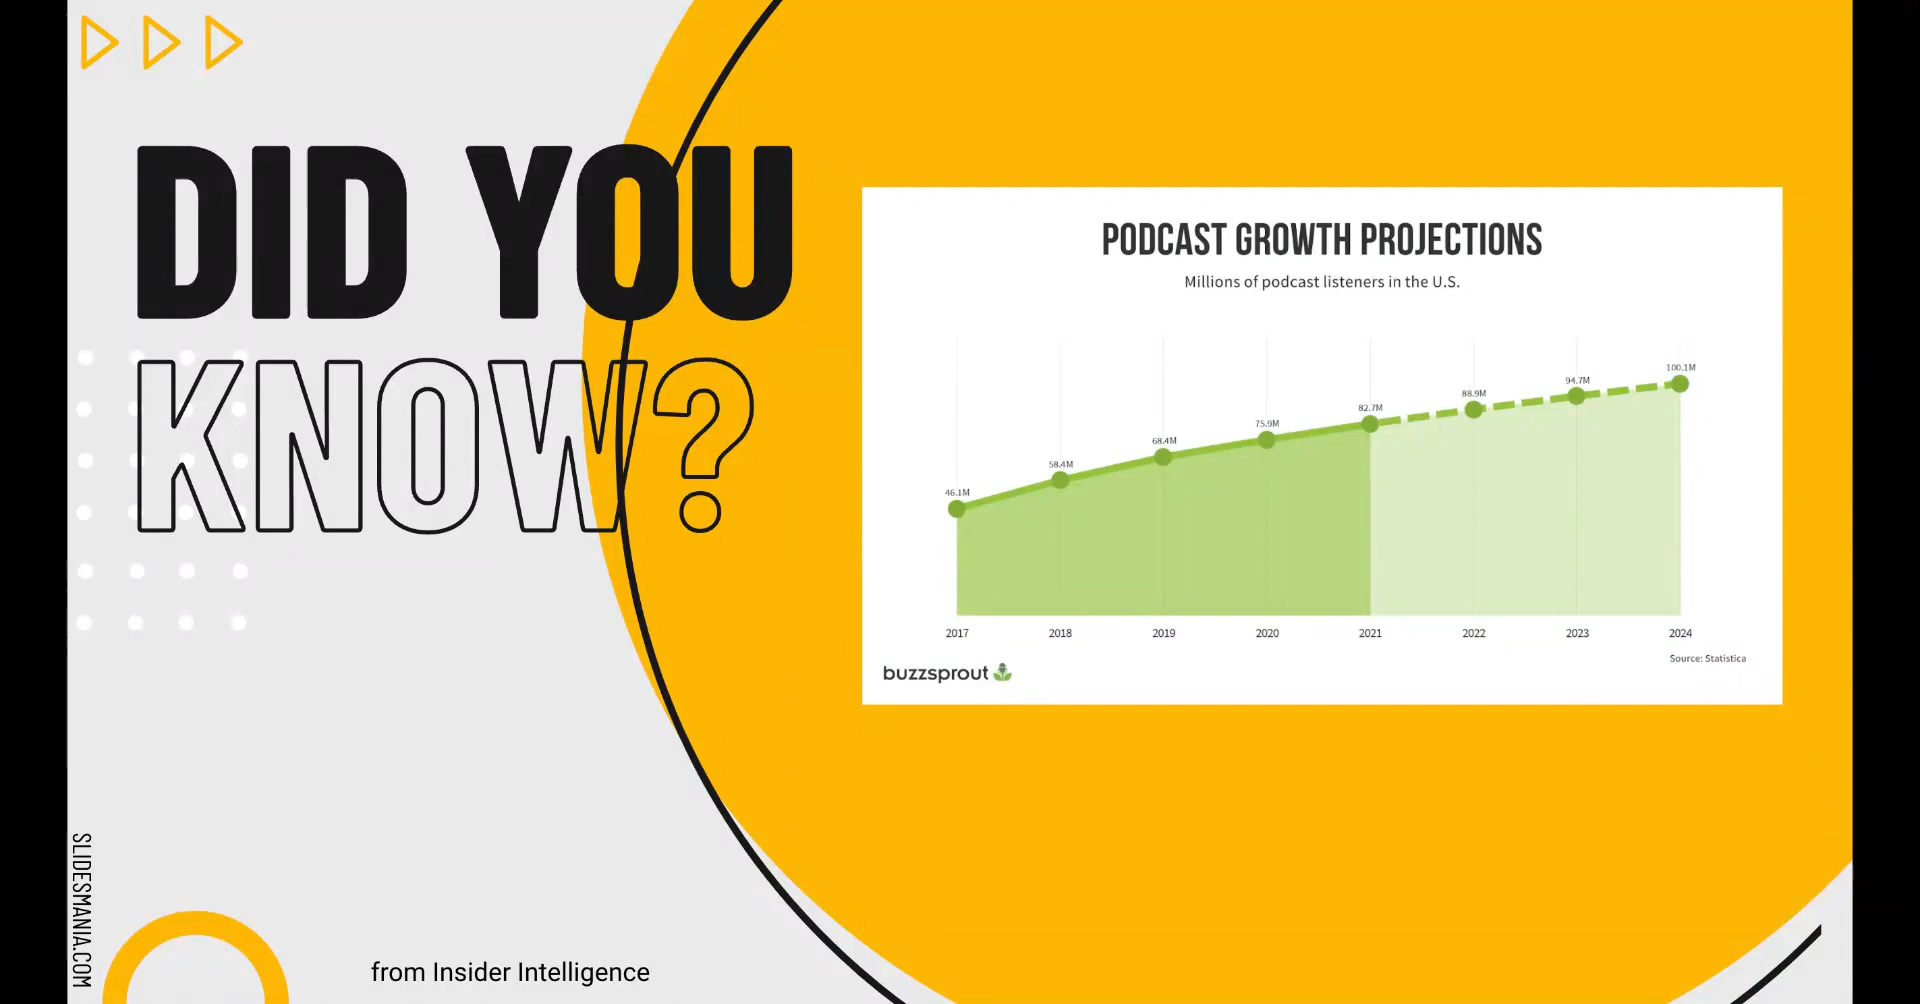 DID YOU
KNOW?
PODCAST GROWTH PROJECTIONS
Millions of podcast listeners in the U.S.
46.1M
58.4M
68.4M
75.9M
82.7M
88.9M
94.7M
100.1M
2017 2018 2019 2020 2021 2022 2023 2024
Source: Statistica
buzzsprout
SLIDESMANIA.COM
from Insider Intelligence